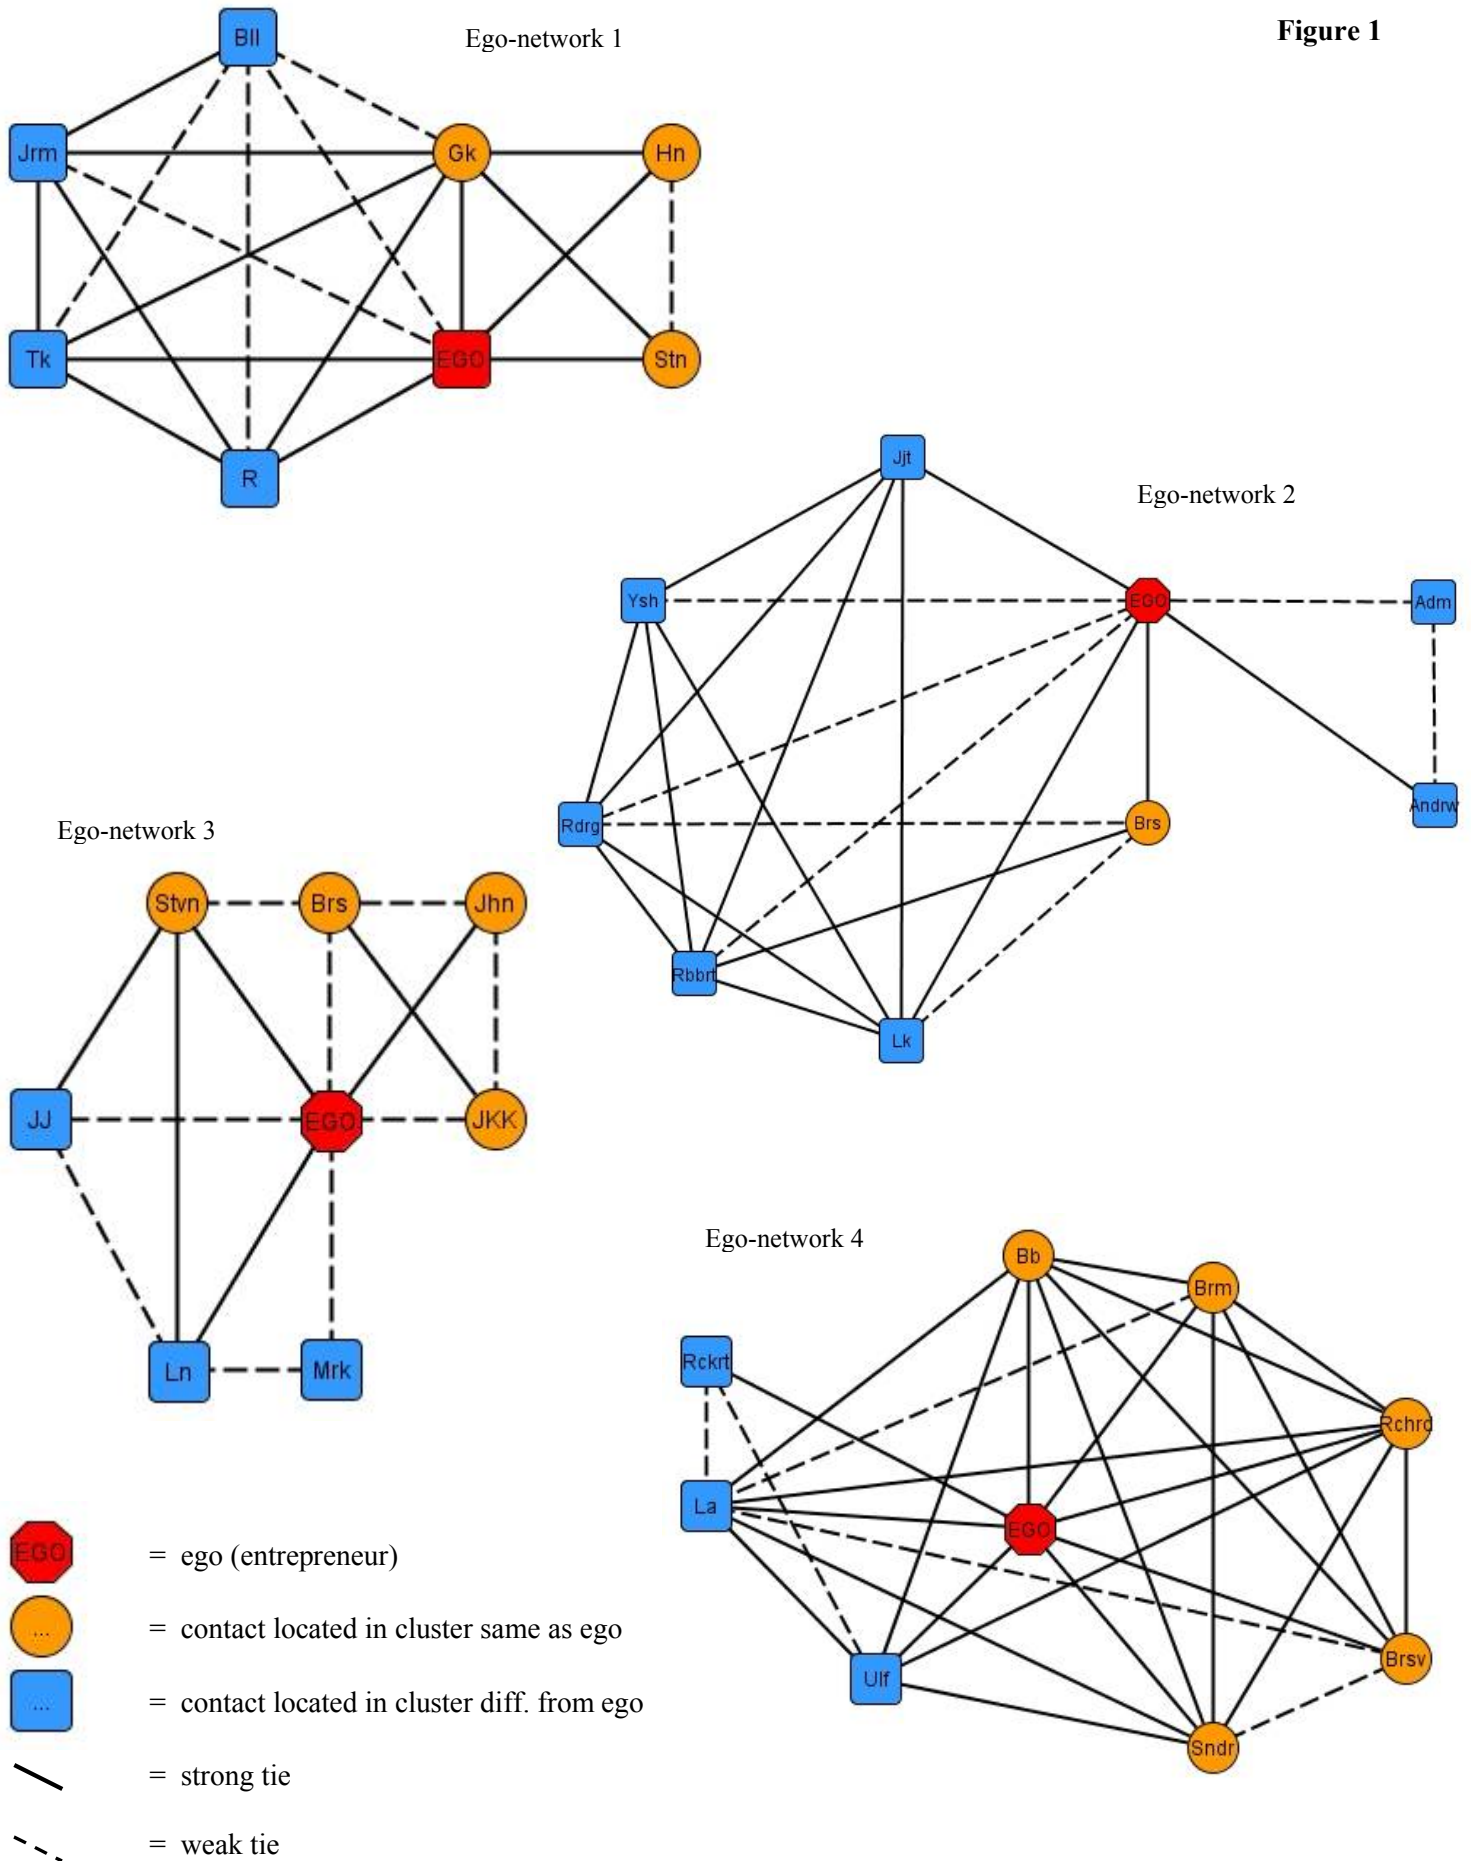 Figure 1
Ego-network 1
Bll
Jrm
Gk
Hn
Tk
EGO
Stn
R
Ego-network 2
Jjt
Ysh
EGO
Adm
Rdrg
Brs
Andrw
Rbbrt
Lk
Ego-network 3
Stvn
Brs
Jhn
JJ
EGO
JKK
Ln
Mrk
Ego-network 4
Bb
Brm
Rckrt
Rchrd
La
EGO
Ulf
Brsv
Sndr
EGO = ego (entrepreneur)
... = contact located in cluster same as ego
... = contact located in cluster diff. from ego
= strong tie
= weak tie